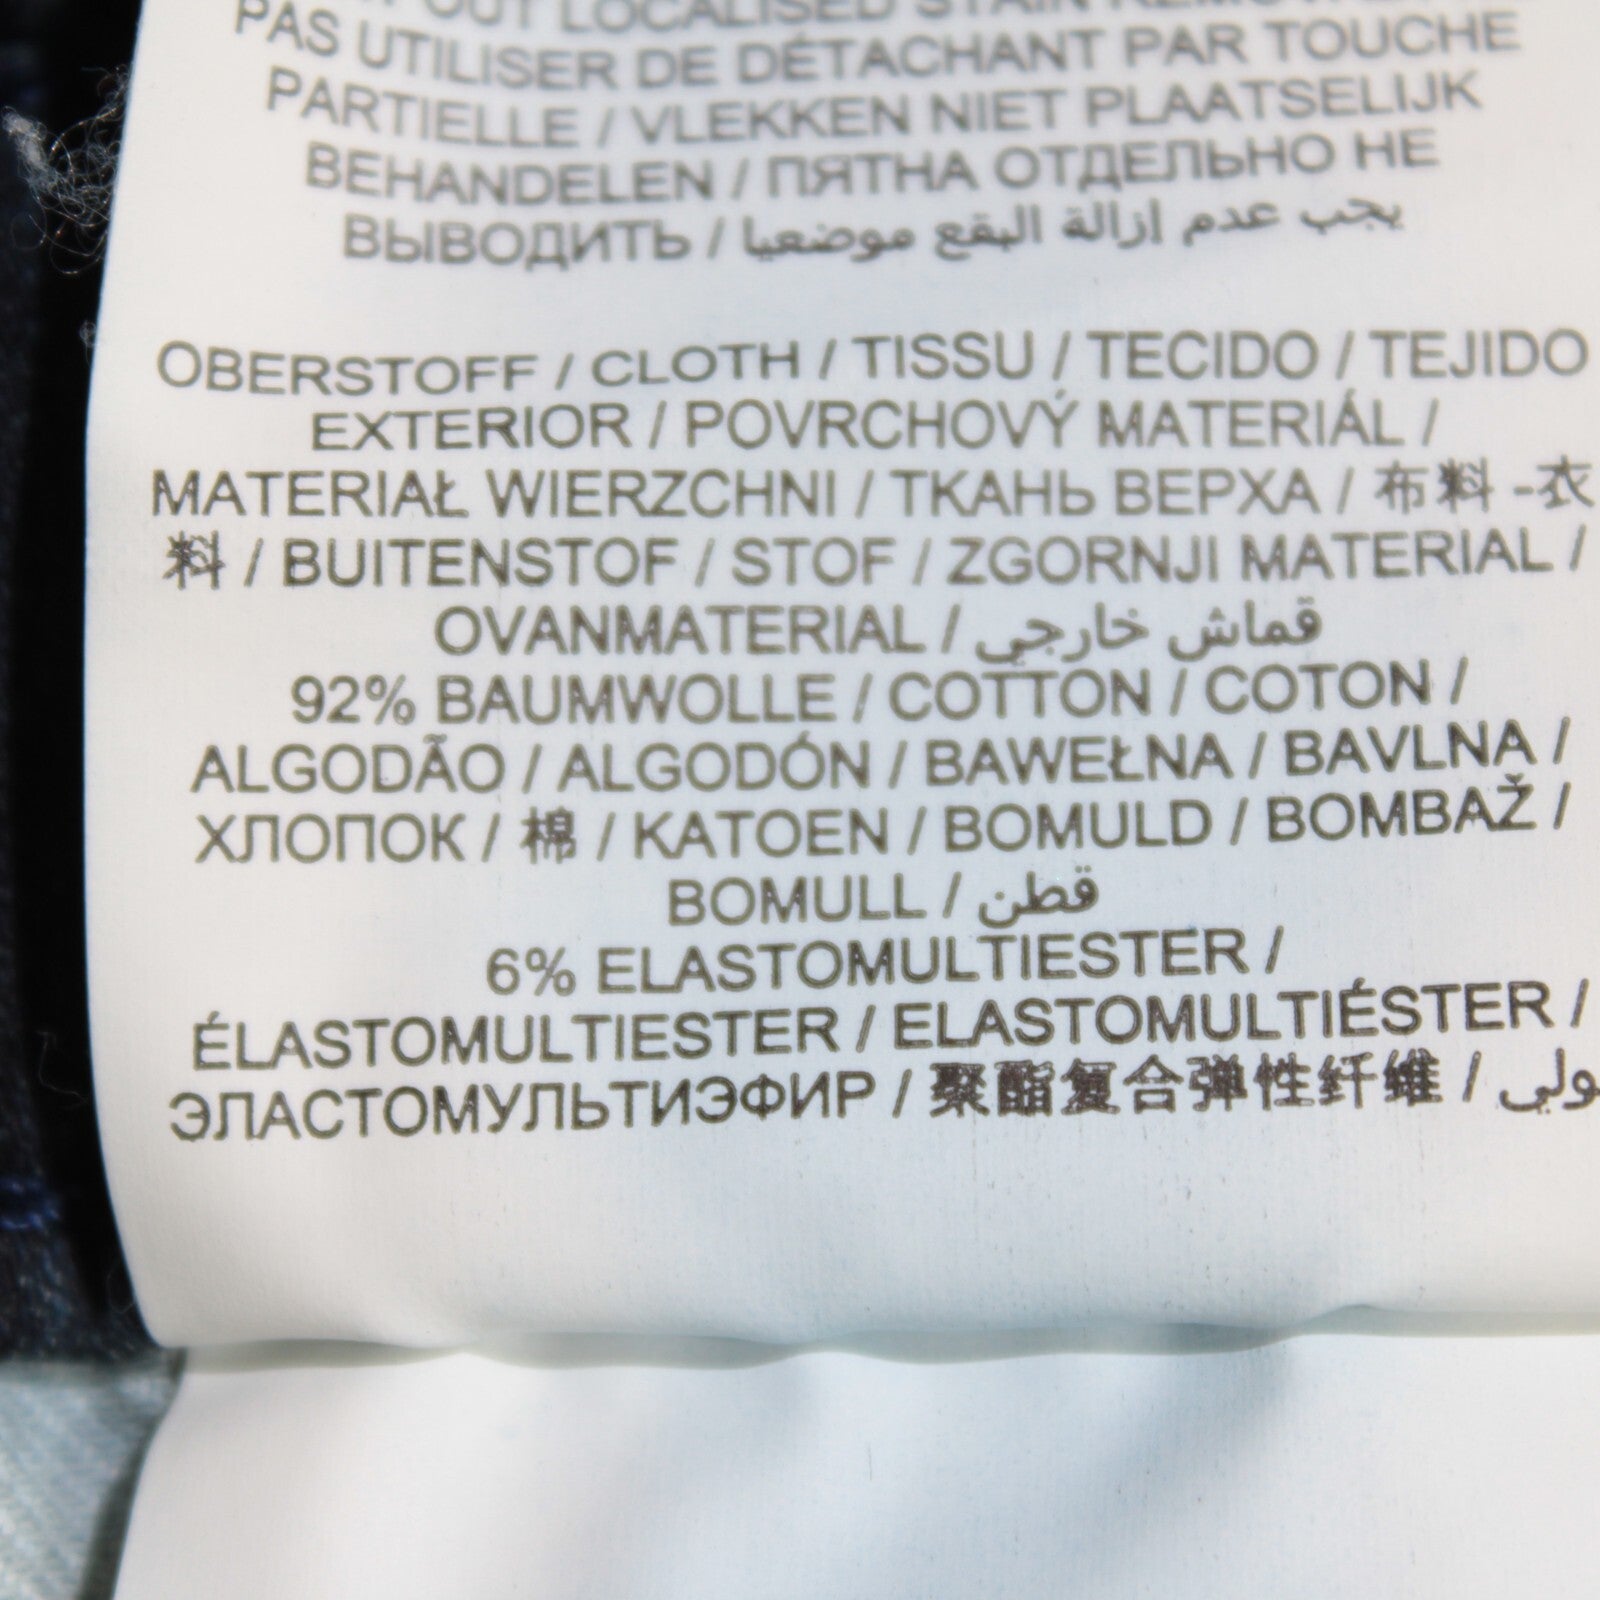 OUT LOCALISED STAIN
PAS UTILISER DE DÉTACHANT PAR TOUCHE
PARTIELLE / VLEKKEN NIET PLAATSELIJK
BEHANDELEN / ПЯТНА ОТДЕЛЬНО НЕ
ВЫВОДИТЬ / يجب عدم ازالة البقع موضعيا
OBERSTOFF / CLOTH / TISSU / TECIDO / TEJIDO
EXTERIOR / POVRCHOVÝ MATERIÁL /
MATERIAŁ WIERZCHNI / ТКАНЬ ВЕРХА / 布料 -衣
料 / BUITENSTOF / STOF / ZGORNJI MATERIAL /
OVANMATERIAL / قماش خارجي
92% BAUMWOLLE / COTTON / COTON /
ALGODÃO / ALGODÓN / BAWEŁNA / BAVLNA /
ХЛОПОК / 棉 / KATOEN / BOMULD / BOMBAŽ /
BOMULL / قطن
6% ELASTOMULTIESTER /
ÉLASTOMULTIESTER / ELASTOMULTIÉSTER /
ЭЛАСТОМУЛЬТИЭФИР / 聚酯复合弹性纤维 /